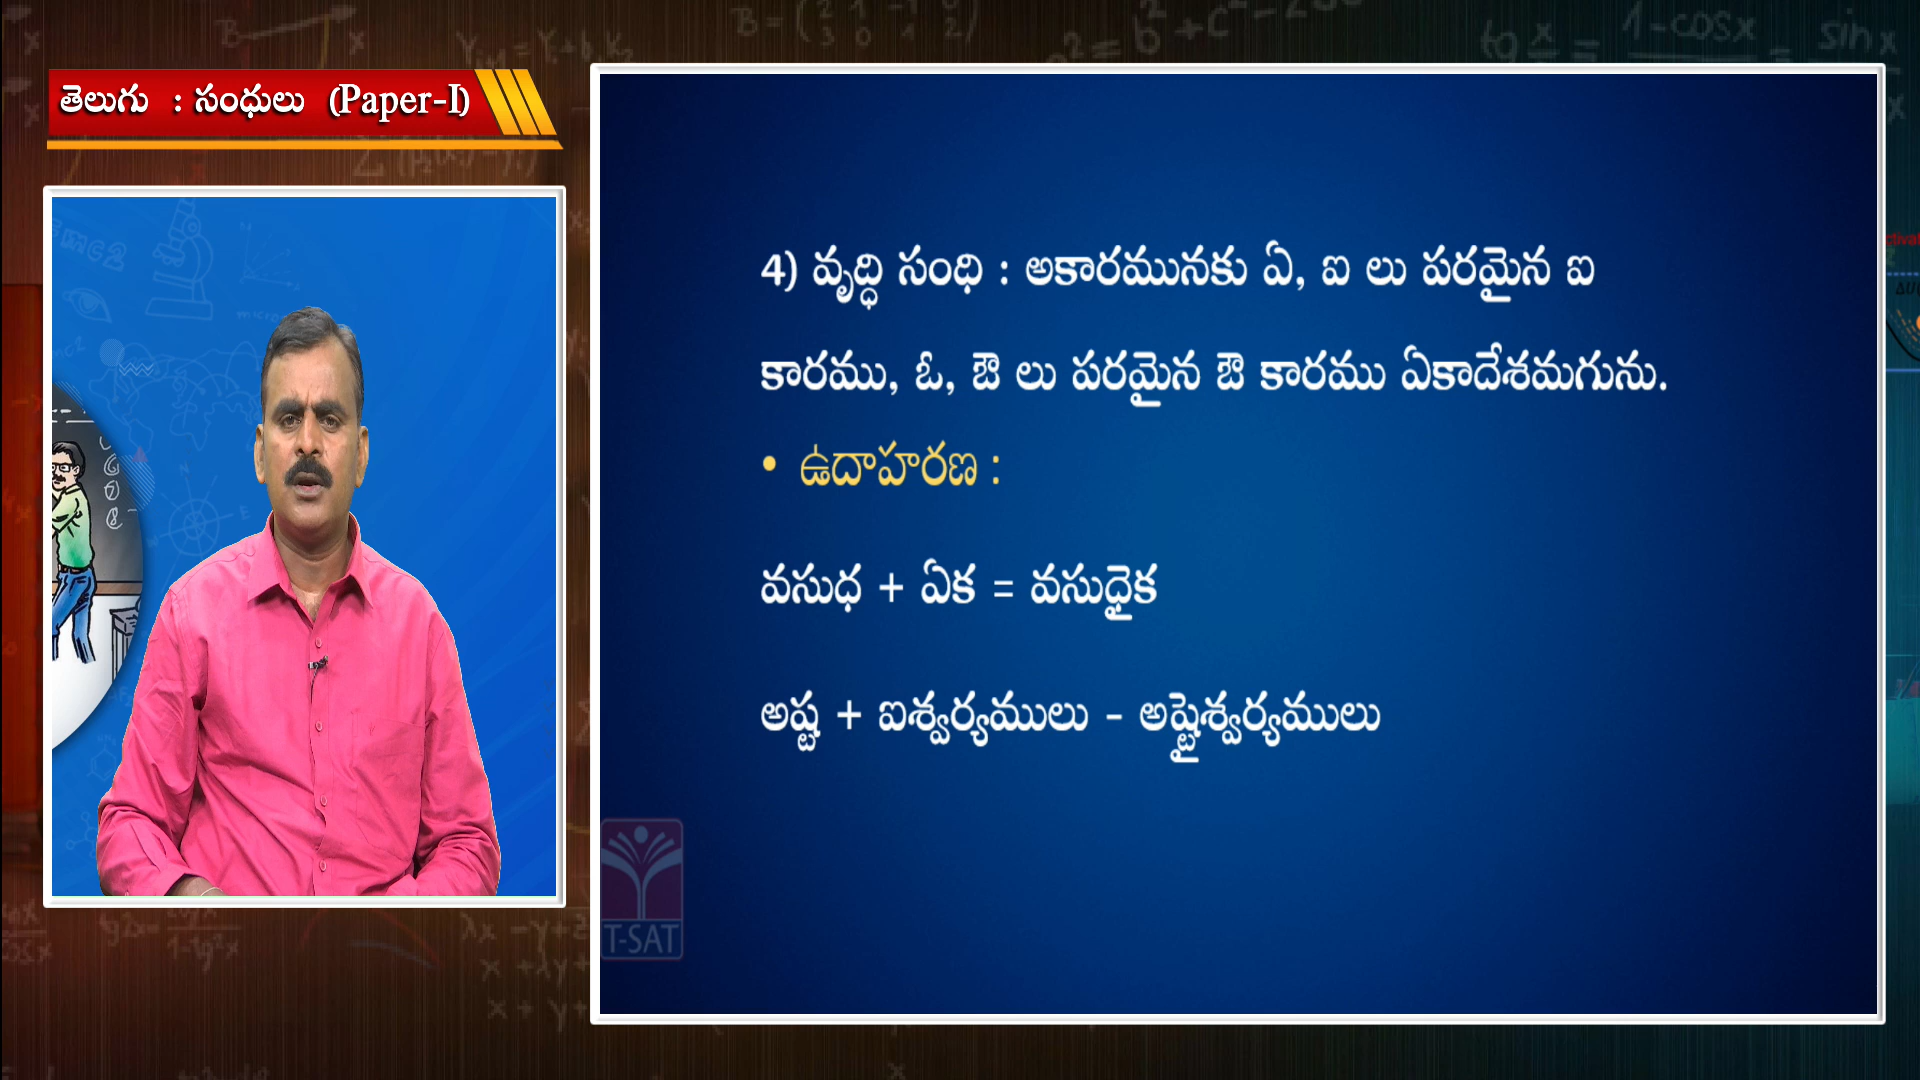 తెలుగు : సంధులు (Paper-I)
4) వృద్ధి సంధి : అకారమునకు ఏ, ఐ లు పరమైన ఐ
కారము, ఓ, ఔ లు పరమైన ఔ కారము ఏకాదేశమగును.
• ఉదాహరణ :
వసుధ + ఏక = వసుధైక
అష్ట + ఐశ్వర్యములు - అష్టైశ్వర్యములు
T-SAT